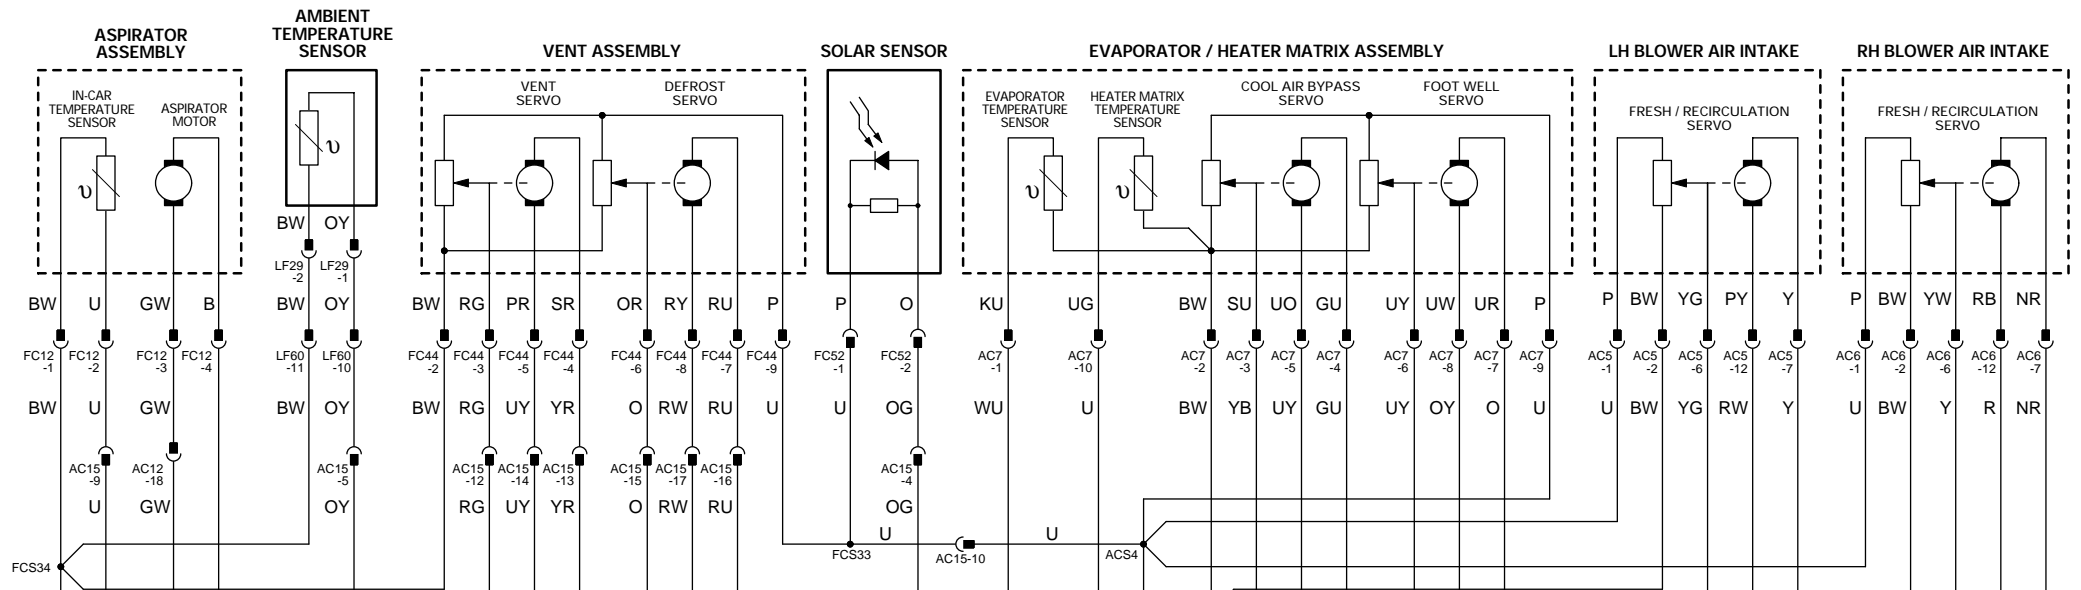 ASPIRATOR
ASSEMBLY
AMBIENT
TEMPERATURE
SENSOR
VENT ASSEMBLY
SOLAR SENSOR
EVAPORATOR / HEATER MATRIX ASSEMBLY
LH BLOWER AIR INTAKE
RH BLOWER AIR INTAKE
IN-CAR
TEMPERATURE
SENSOR
ASPIRATOR
MOTOR
VENT
SERVO
DEFROST
SERVO
EVAPORATOR
TEMPERATURE
SENSOR
HEATER MATRIX
TEMPERATURE
SENSOR
COOL AIR BYPASS
SERVO
FOOT WELL
SERVO
FRESH / RECIRCULATION
SERVO
FRESH / RECIRCULATION
SERVO
υ υ υ υ
BW OY
LF29
-2
LF29
-1
BW U GW B BW OY BW RG PR SR OR RY RU P P O KU UG BW SU UO GU UY UW UR P P BW YG PY Y P BW YW RB NR
FC12
-1
FC12
-2
FC12
-3
FC12
-4
LF60
-11
LF60
-10
FC44
-2
FC44
-3
FC44
-5
FC44
-4
FC44
-6
FC44
-8
FC44
-7
FC44
-9
FC52
-1
FC52
-2
AC7
-1
AC7
-10
AC7
-2
AC7
-3
AC7
-5
AC7
-4
AC7
-6
AC7
-8
AC7
-7
AC7
-9
AC5
-1
AC5
-2
AC5
-6
AC5
-12
AC5
-7
AC6
-1
AC6
-2
AC6
-6
AC6
-12
AC6
-7
BW U GW BW OY BW RG UY YR O RW RU U U OG WU U BW YB UY GU UY OY O U U BW YG RW Y U BW Y R NR
AC15
-9
AC12
-18
AC15
-5
AC15
-12
AC15
-14
AC15
-13
AC15
-15
AC15
-17
AC15
-16
AC15
-4
U GW OY RG UY YR O RW RU OG
U U
FCS33
AC15-10
ACS4
FCS34